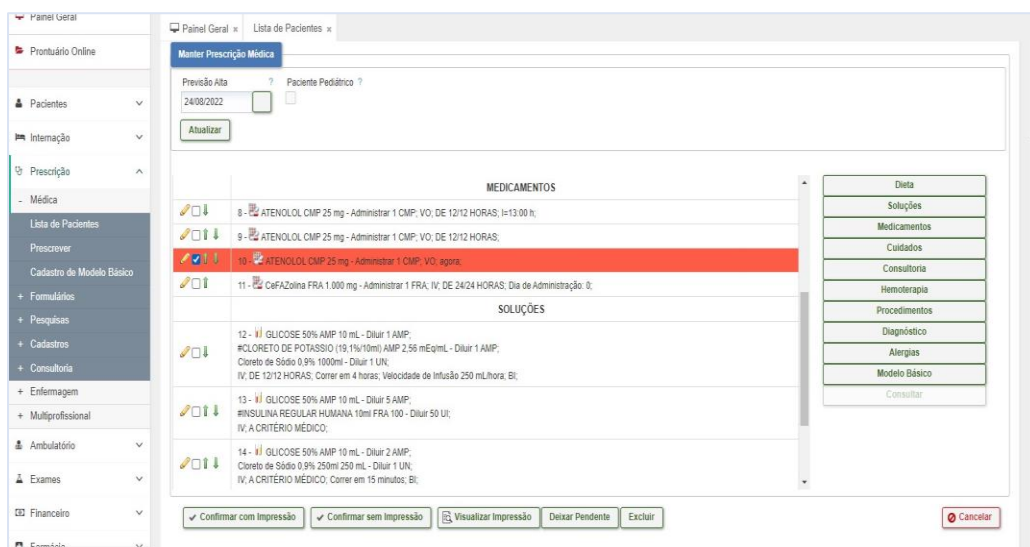 Painel Geral
Prontuário Online
Pacientes
Internação
Prescrição
- Médica
Lista de Pacientes
Prescrever
Cadastro de Modelo Básico
+ Formulários
+ Pesquisas
+ Cadastros
+ Consultoria
+ Enfermagem
+ Multiprofissional
Ambulatório
Exames
Financeiro
Farmácia
Painel Geral × Lista de Pacientes ×
Manter Prescrição Médica
Previsão Alta ? Paciente Pediátrico ?
24/08/2022
Atualizar
MEDICAMENTOS
8 - ATENOLOL CMP 25 mg - Administrar 1 CMP; VO; DE 12/12 HORAS; I=13:00 h;
9 - ATENOLOL CMP 25 mg - Administrar 1 CMP; VO; DE 12/12 HORAS;
10 - ATENOLOL CMP 25 mg - Administrar 1 CMP; VO; agora;
11 - CeFAZolina FRA 1.000 mg - Administrar 1 FRA; IV; DE 24/24 HORAS; Dia de Administração: 0;
SOLUÇÕES
12 - GLICOSE 50% AMP 10 mL - Diluir 1 AMP;
#CLORETO DE POTASSIO (19,1%/10ml) AMP 2,56 mEq/mL - Diluir 1 AMP;
Cloreto de Sódio 0,9% 1000ml - Diluir 1 UN;
IV; DE 12/12 HORAS; Correr em 4 horas; Velocidade de Infusão 250 mL/hora; BI;
13 - GLICOSE 50% AMP 10 mL - Diluir 5 AMP;
#INSULINA REGULAR HUMANA 10ml FRA 100 - Diluir 50 UI;
IV; A CRITÉRIO MÉDICO;
14 - GLICOSE 50% AMP 10 mL - Diluir 2 AMP;
Cloreto de Sódio 0,9% 250ml 250 mL - Diluir 1 UN;
IV; A CRITÉRIO MÉDICO; Correr em 15 minutos; BI;
Dieta
Soluções
Medicamentos
Cuidados
Consultoria
Hemoterapia
Procedimentos
Diagnóstico
Alergias
Modelo Básico
Consultar
Confirmar com Impressão Confirmar sem Impressão Visualizar Impressão Deixar Pendente Excluir Cancelar